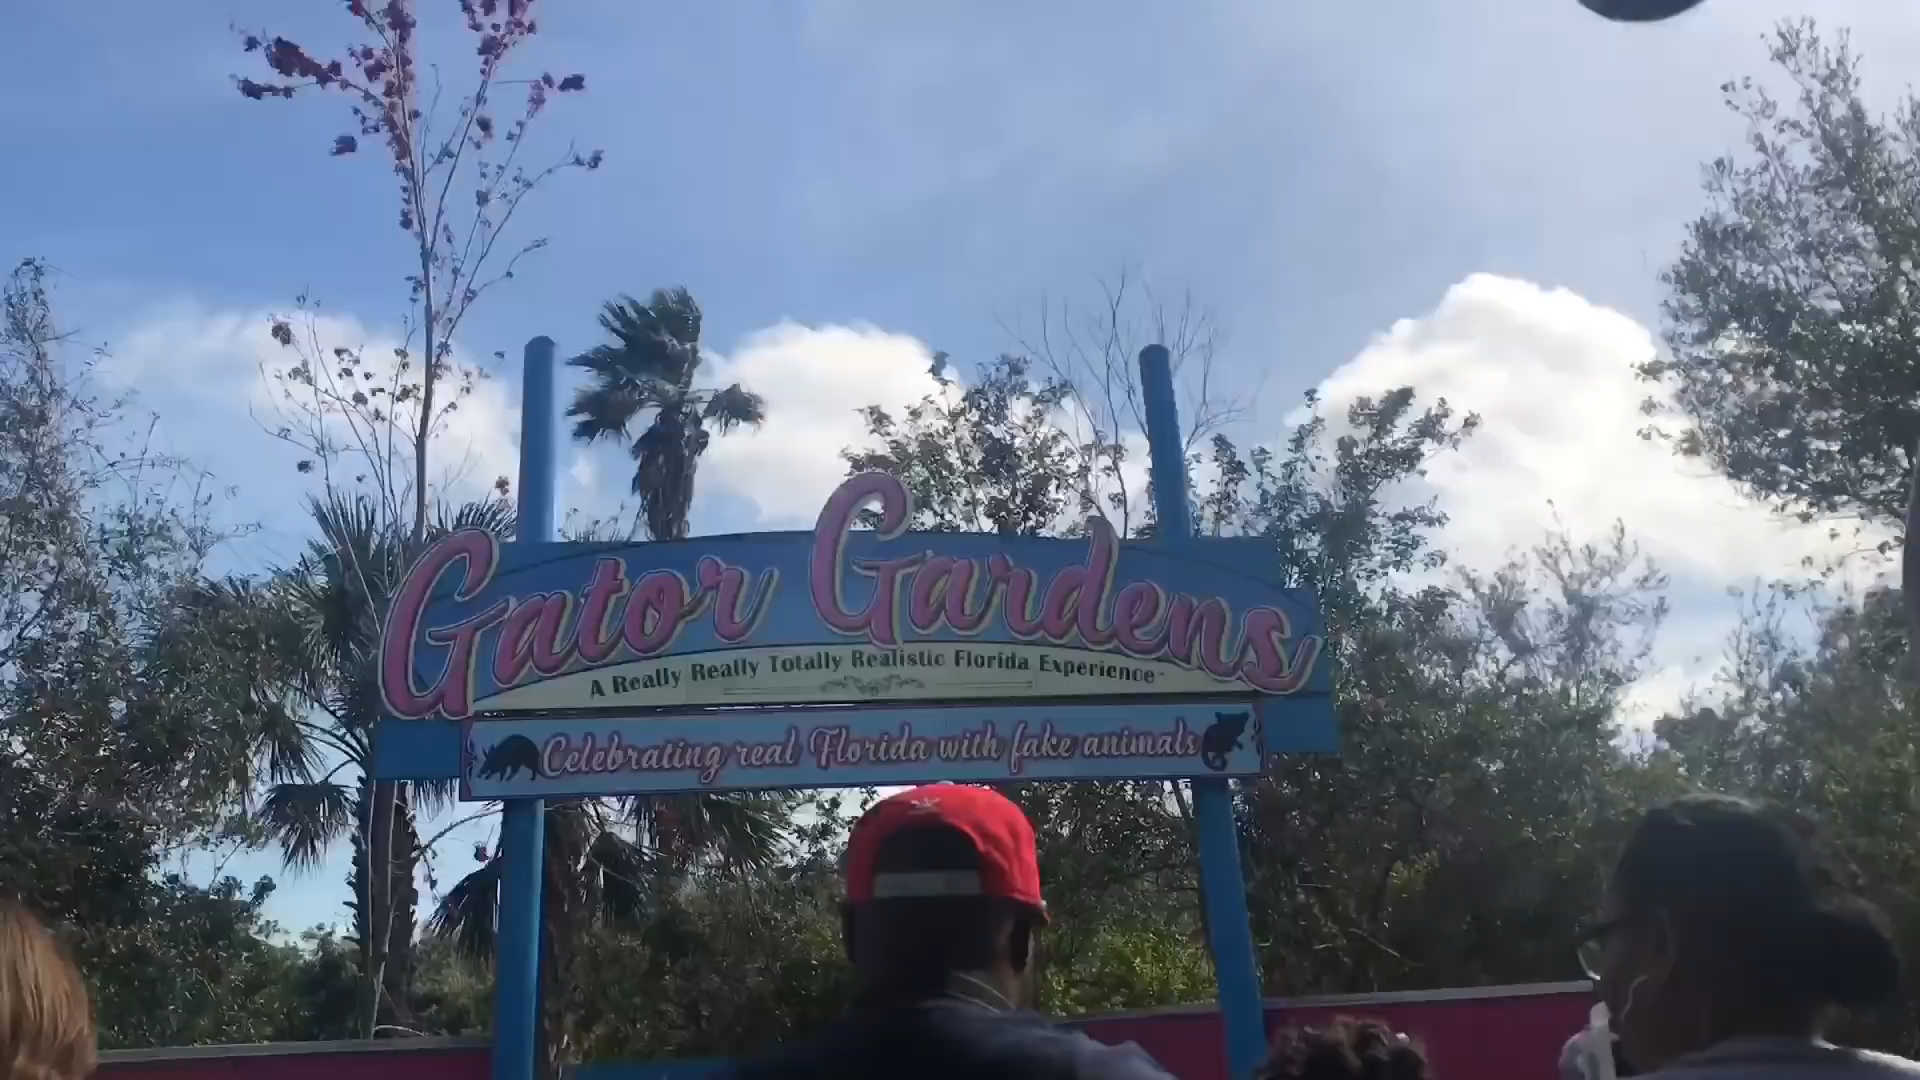 Gator Gardens
A Really Really Totally Realistic Florida Experience
Celebrating real Florida with fake animals